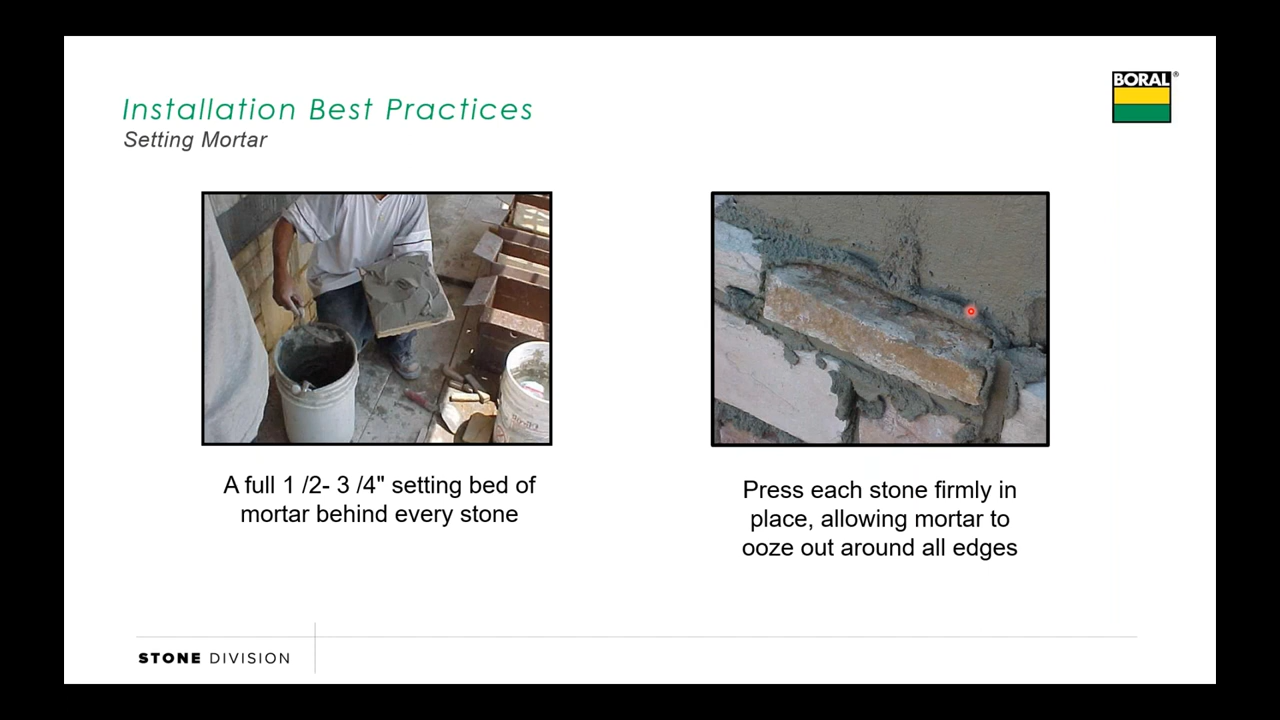 BORAL®
Installation Best Practices
Setting Mortar
A full 1 /2- 3 /4" setting bed of
mortar behind every stone
Press each stone firmly in
place, allowing mortar to
ooze out around all edges
STONE DIVISION